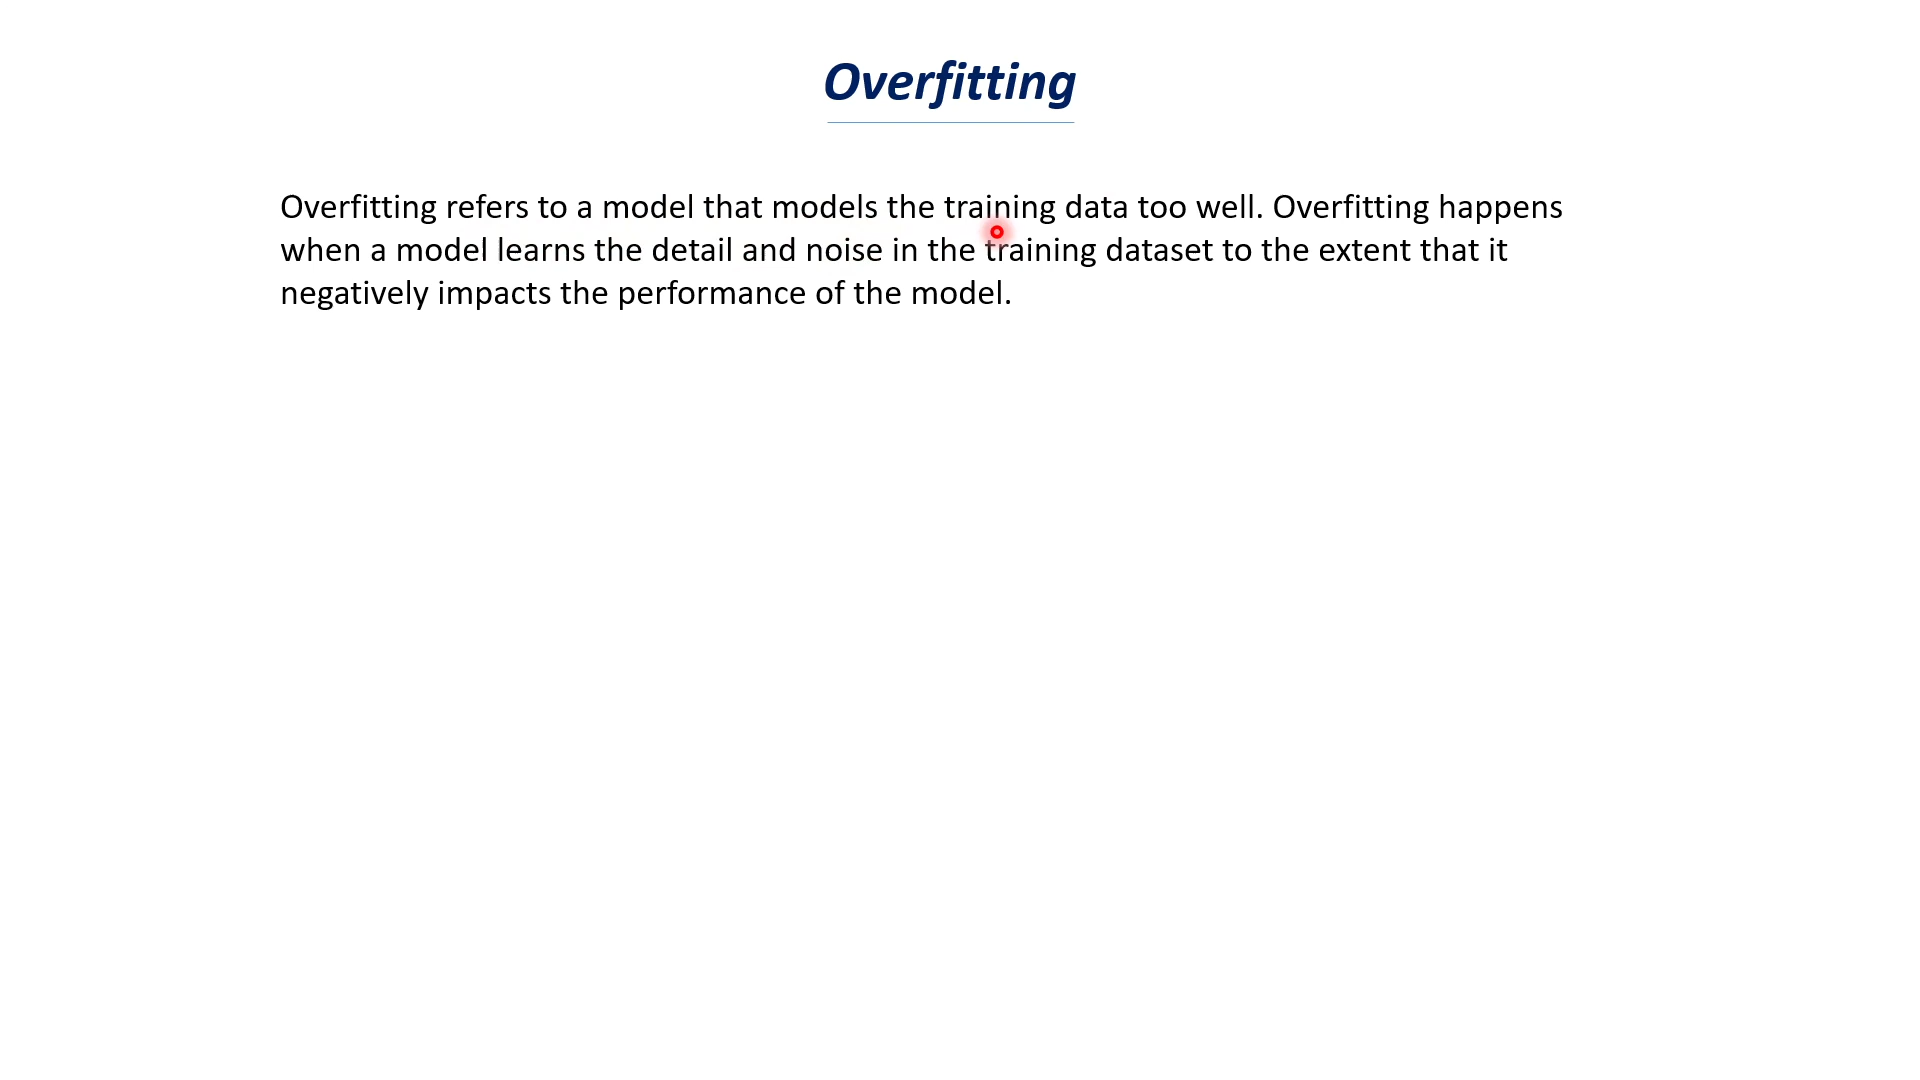 Overfitting
Overfitting refers to a model that models the training data too well. Overfitting happens
when a model learns the detail and noise in the training dataset to the extent that it
negatively impacts the performance of the model.